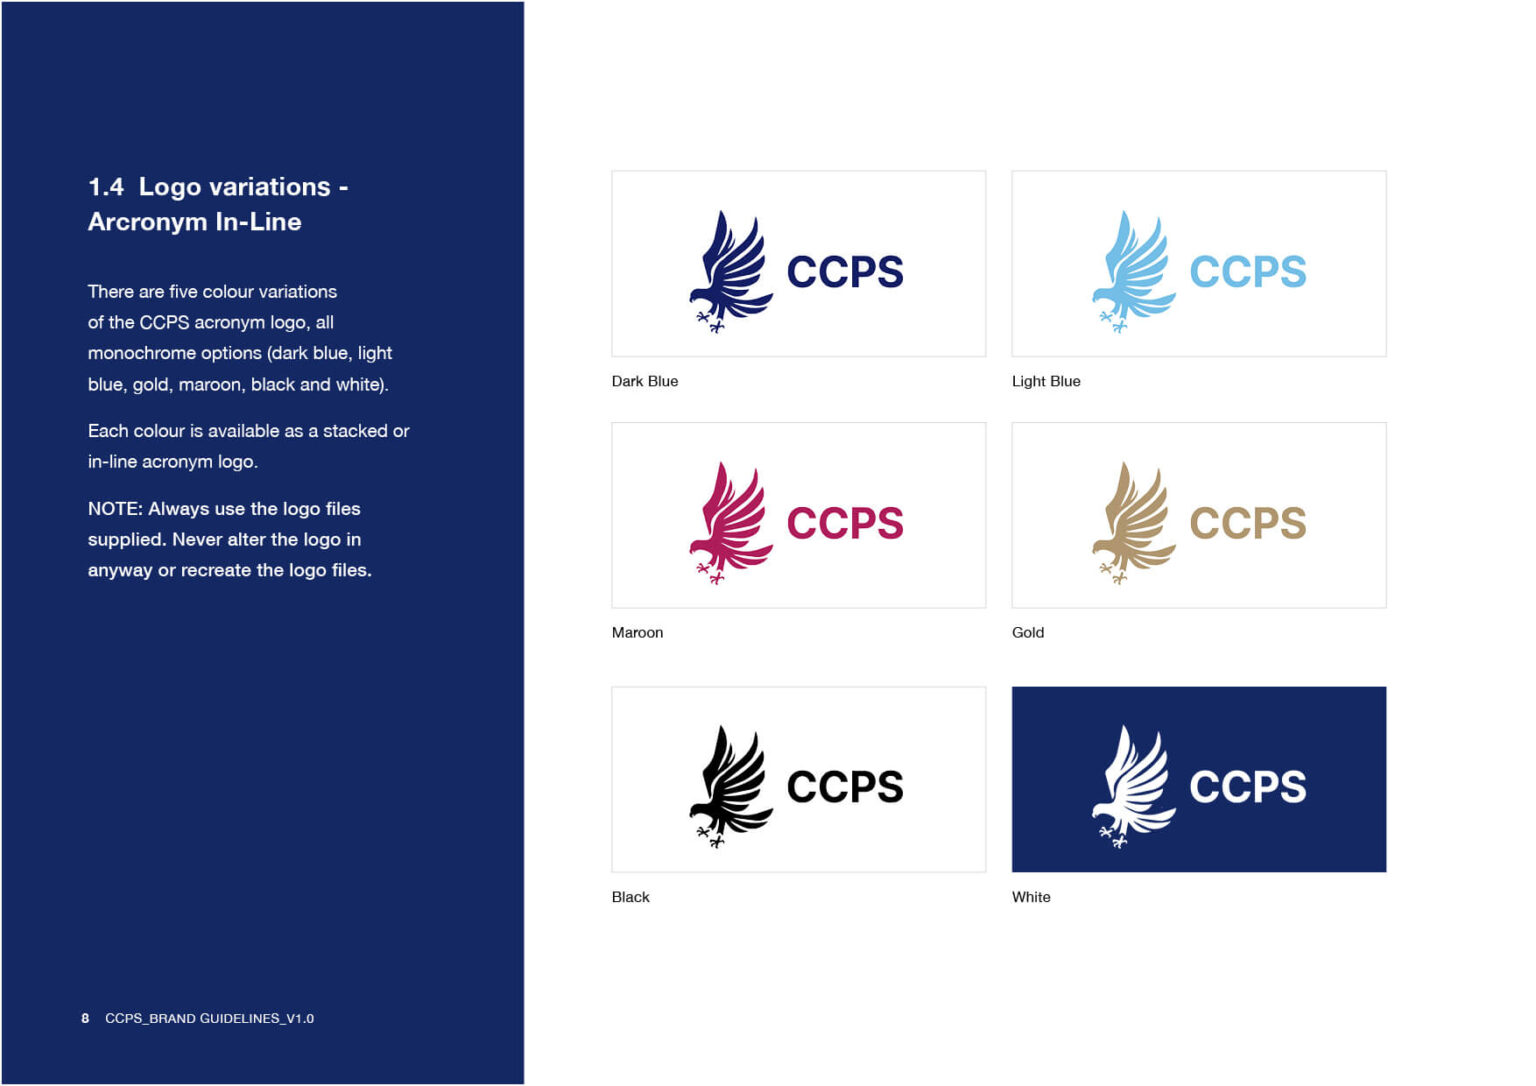 1.4 Logo variations -
Arcronym In-Line
There are five colour variations
of the CCPS acronym logo, all
monochrome options (dark blue, light
blue, gold, maroon, black and white).
Each colour is available as a stacked or
in-line acronym logo.
NOTE: Always use the logo files
supplied. Never alter the logo in
anyway or recreate the logo files.
8 CCPS_BRAND GUIDELINES_V1.0
CCPS
Dark Blue
CCPS
Light Blue
CCPS
Maroon
CCPS
Gold
CCPS
Black
CCPS
White